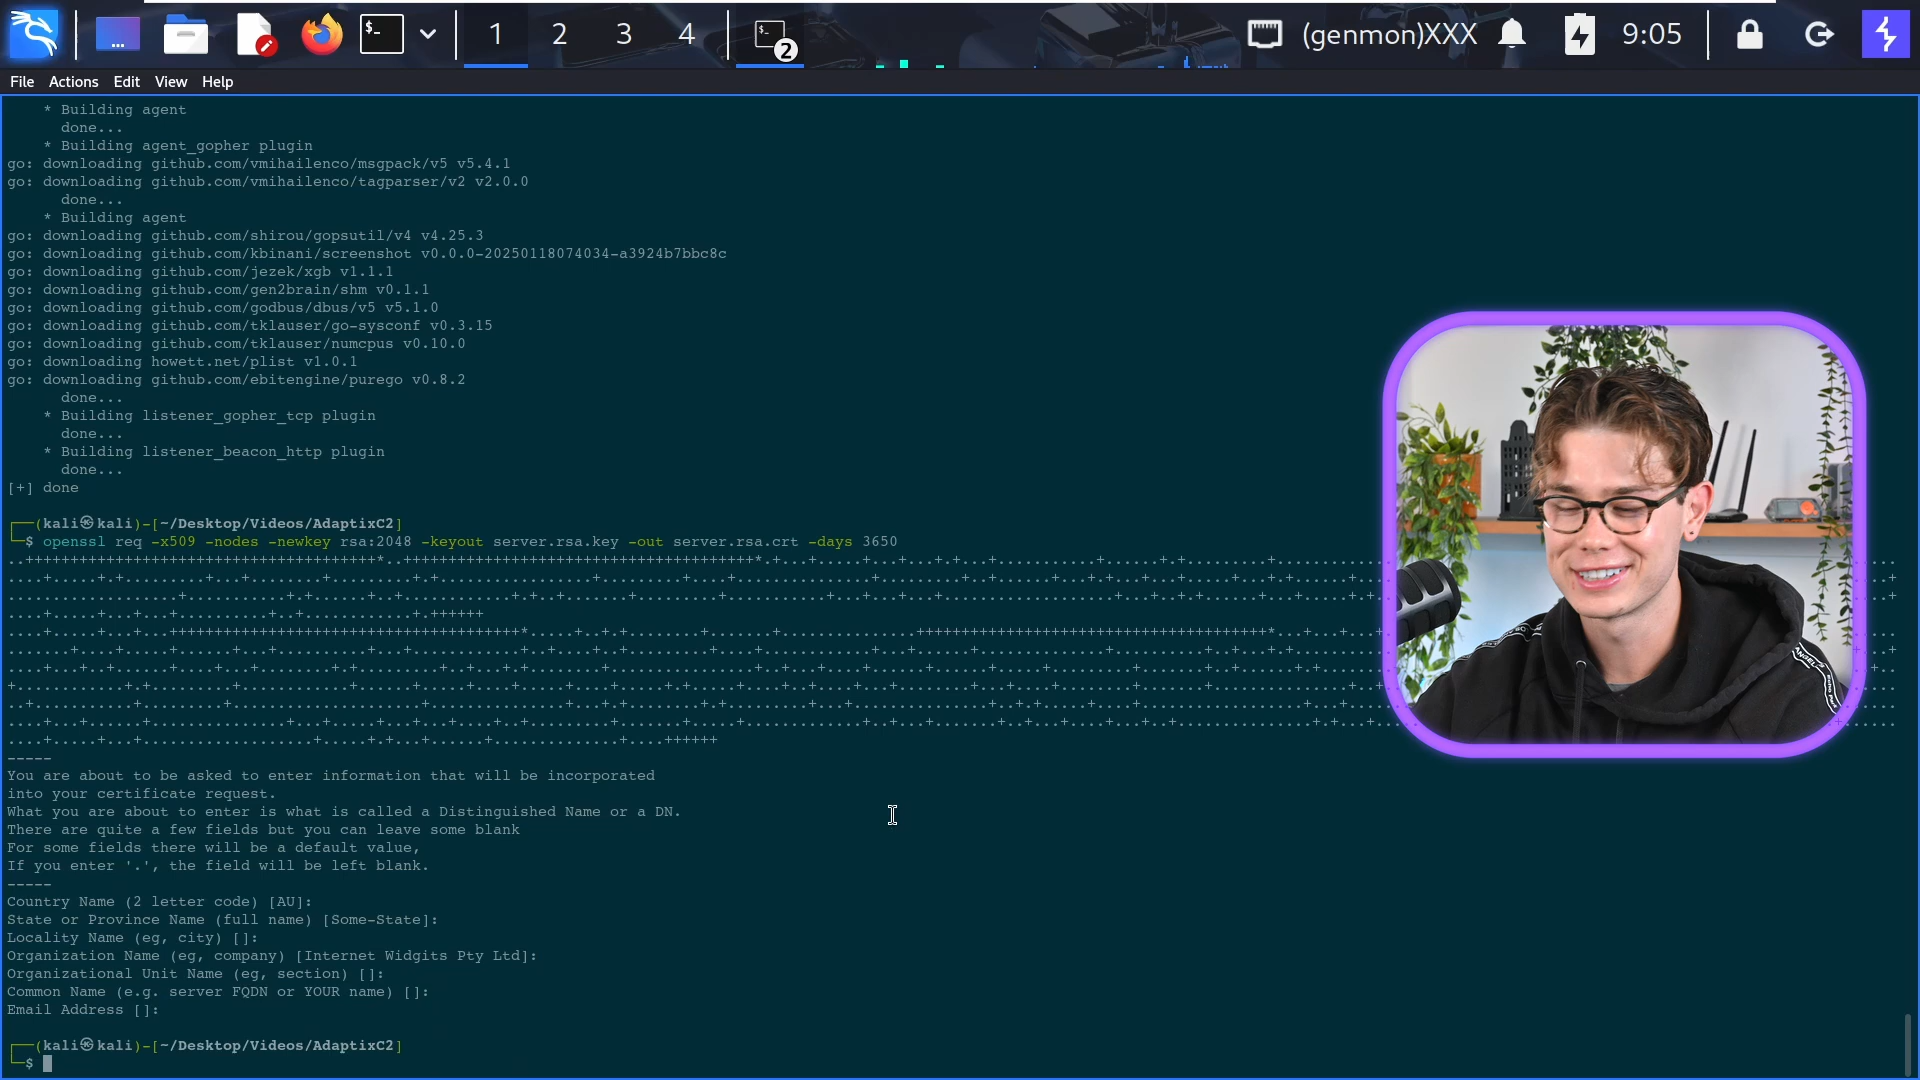 1 2 3 4 2 (genmon)XXX 9:05
File Actions Edit View Help
* Building agent
done...
* Building agent_gopher plugin
go: downloading github.com/vmihailenco/msgpack/v5 v5.4.1
go: downloading github.com/vmihailenco/tagparser/v2 v2.0.0
done...
* Building agent
go: downloading github.com/shirou/gopsutil/v4 v4.25.3
go: downloading github.com/kbinani/screenshot v0.0.0-20250118074034-a3924b7bbc8c
go: downloading github.com/jezek/xgb v1.1.1
go: downloading github.com/gen2brain/shm v0.1.1
go: downloading github.com/godbus/dbus/v5 v5.1.0
go: downloading github.com/tklauser/go-sysconf v0.3.15
go: downloading github.com/tklauser/numcpus v0.10.0
go: downloading howett.net/plist v1.0.1
go: downloading github.com/ebitengine/purego v0.8.2
done...
* Building listener_gopher_tcp plugin
done...
* Building listener_beacon_http plugin
done...
[+] done
(kali㉿kali)-[~/Desktop/Videos/AdaptixC2]
$ openssl req -x509 -nodes -newkey rsa:2048 -keyout server.rsa.key -out server.rsa.crt -days 3650
-----
You are about to be asked to enter information that will be incorporated
into your certificate request.
What you are about to enter is what is called a Distinguished Name or a DN.
There are quite a few fields but you can leave some blank
For some fields there will be a default value,
If you enter '.', the field will be left blank.
-----
Country Name (2 letter code) [AU]:
State or Province Name (full name) [Some-State]:
Locality Name (eg, city) []:
Organization Name (eg, company) [Internet Widgits Pty Ltd]:
Organizational Unit Name (eg, section) []:
Common Name (e.g. server FQDN or YOUR name) []:
Email Address []:
(kali㉿kali)-[~/Desktop/Videos/AdaptixC2]
$